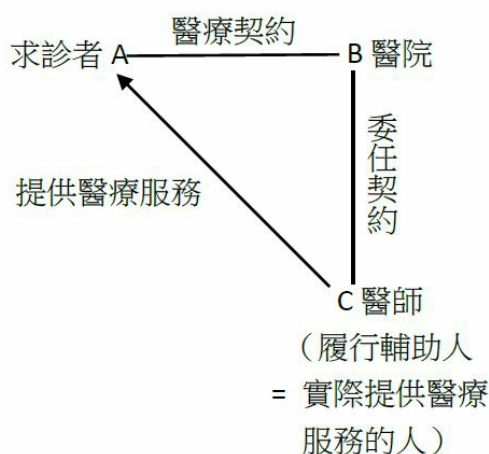 醫療契約
求診者 A
B 醫院
委任契約
提供醫療服務
C 醫師
（履行輔助人
= 實際提供醫療
服務的人）